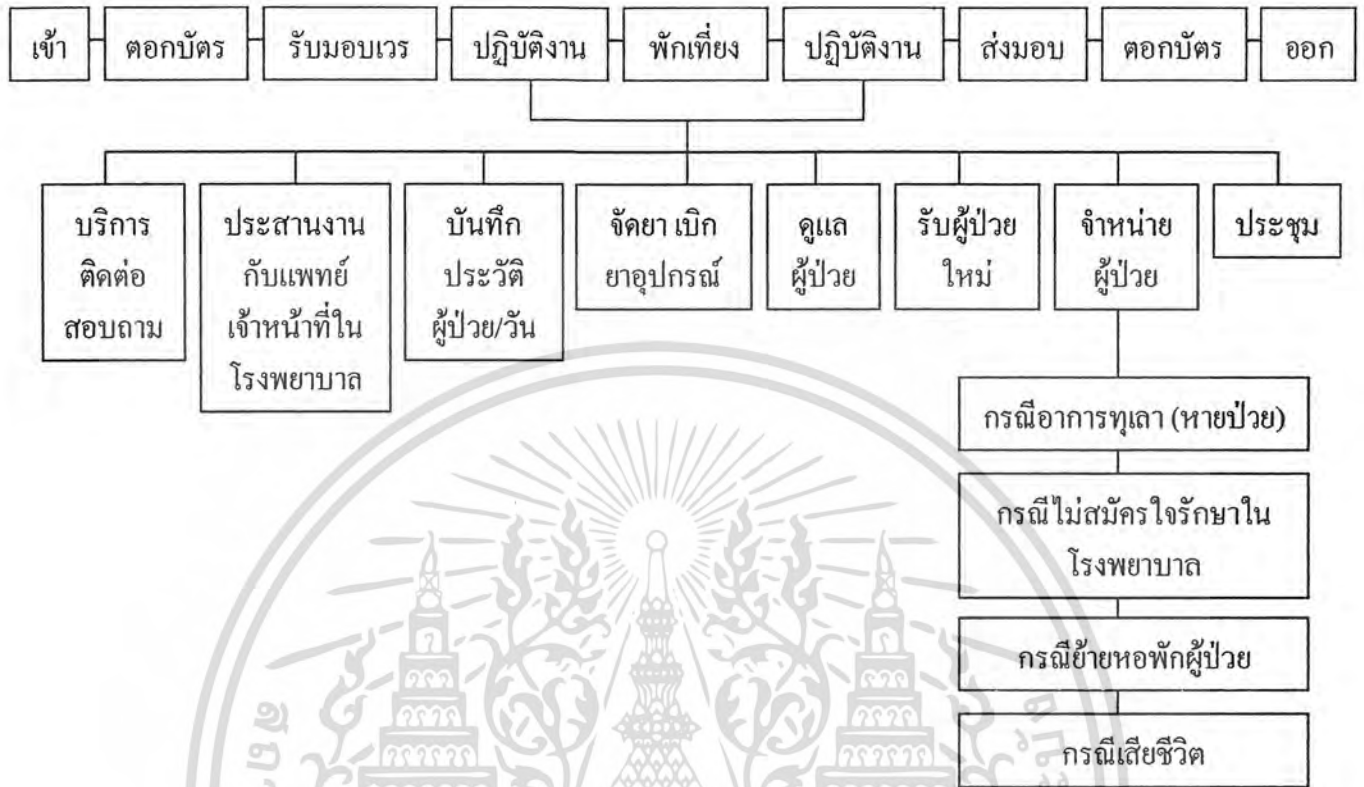 เข้า
ตอกบัตร
รับมอบเวร
ปฏิบัติงาน
พักเที่ยง
ปฏิบัติงาน
ส่งมอบ
ตอกบัตร
ออก
บริการ
ติดต่อ
สอบถาม
ประสานงาน
กับแพทย์
เจ้าหน้าที่ใน
โรงพยาบาล
บันทึก
ประวัติ
ผู้ป่วย/วัน
จัดยา เบิก
ยาอุปกรณ์
ดูแล
ผู้ป่วย
รับผู้ป่วย
ใหม่
จำหน่าย
ผู้ป่วย
ประชุม
กรณีอาการทุเลา (หายป่วย)
กรณีไม่สมัครใจรักษาใน
โรงพยาบาล
กรณีย้ายหอพักผู้ป่วย
กรณีเสียชีวิต